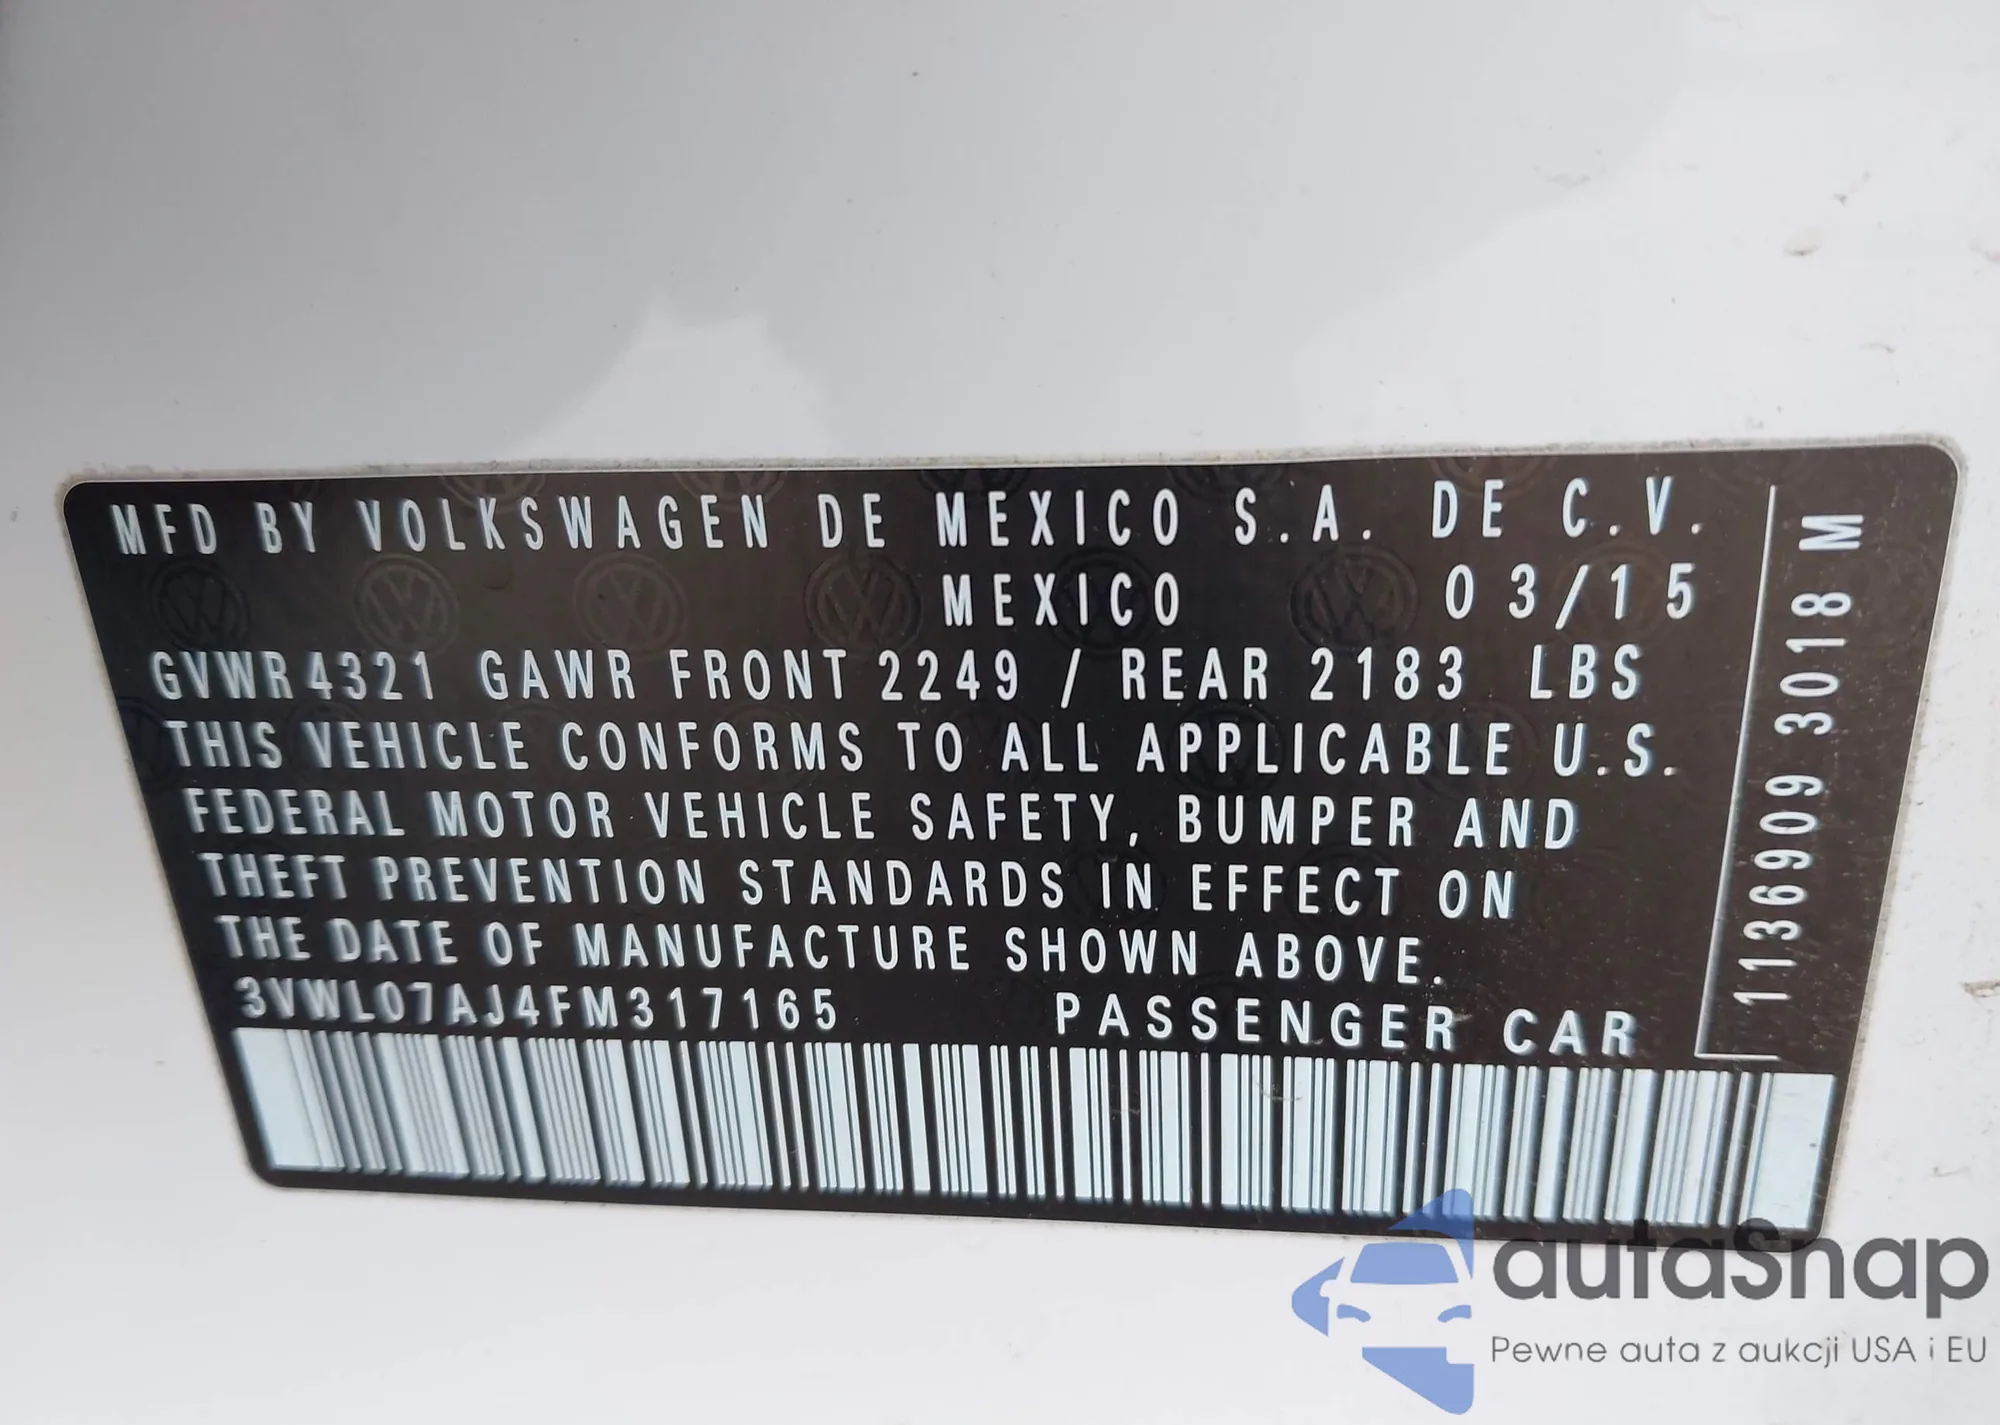 MFD BY VOLKSWAGEN DE MEXICO S.A. DE C.V.
MEXICO 03/15
GVWR 4321 GAWR FRONT 2249 / REAR 2183 LBS
THIS VEHICLE CONFORMS TO ALL APPLICABLE U.S.
FEDERAL MOTOR VEHICLE SAFETY, BUMPER AND
THEFT PREVENTION STANDARDS IN EFFECT ON
THE DATE OF MANUFACTURE SHOWN ABOVE.
3VWL07AJ4FM317165 PASSENGER CAR
1136909 3018 M
autaSnap
Pewne auta z aukcji USA i EU